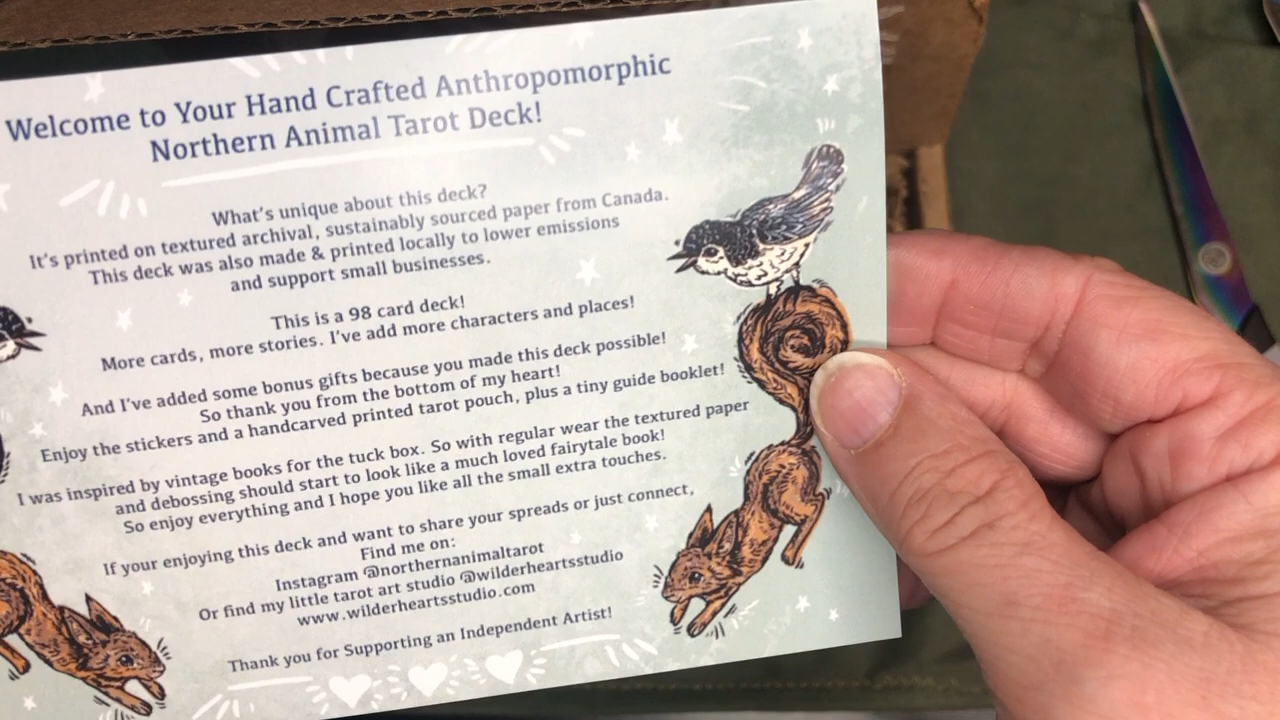 Welcome to Your Hand Crafted Anthropomorphic
Northern Animal Tarot Deck!
What's unique about this deck?
It's printed on textured archival, sustainably sourced paper from Canada.
This deck was also made & printed locally to lower emissions
and support small businesses.
This is a 98 card deck!
More cards, more stories. I've add more characters and places!
And I've added some bonus gifts because you made this deck possible!
So thank you from the bottom of my heart!
Enjoy the stickers and a handcarved printed tarot pouch, plus a tiny guide booklet!
I was inspired by vintage books for the tuck box. So with regular wear the textured paper
and debossing should start to look like a much loved fairytale book!
So enjoy everything and I hope you like all the small extra touches.
If your enjoying this deck and want to share your spreads or just connect,
Find me on:
Instagram @northernanimaltarot
Or find my little tarot art studio @wilderheartsstudio
www.wilderheartsstudio.com
Thank you for Supporting an Independent Artist!